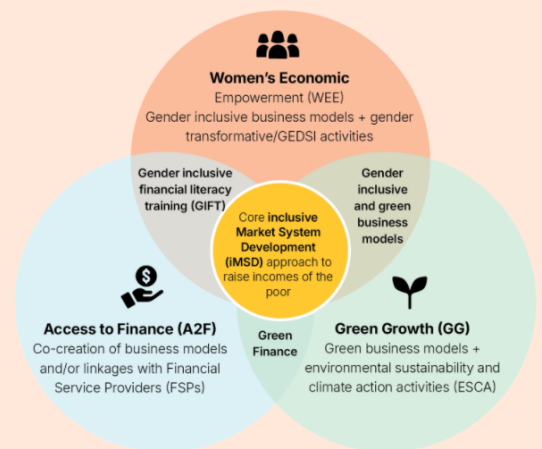 Women's Economic
Empowerment (WEE)
Gender inclusive business models + gender
transformative/GEDSI activities
Gender inclusive
financial literacy
training (GIFT)
Gender
inclusive
and green
business
models
Core inclusive
Market System
Development
(iMSD) approach to
raise incomes of the
poor
$
Access to Finance (A2F)
Co-creation of business models
and/or linkages with Financial
Service Providers (FSPs)
Green
Finance
Green Growth (GG)
Green business models +
environmental sustainability and
climate action activities (ESCA)